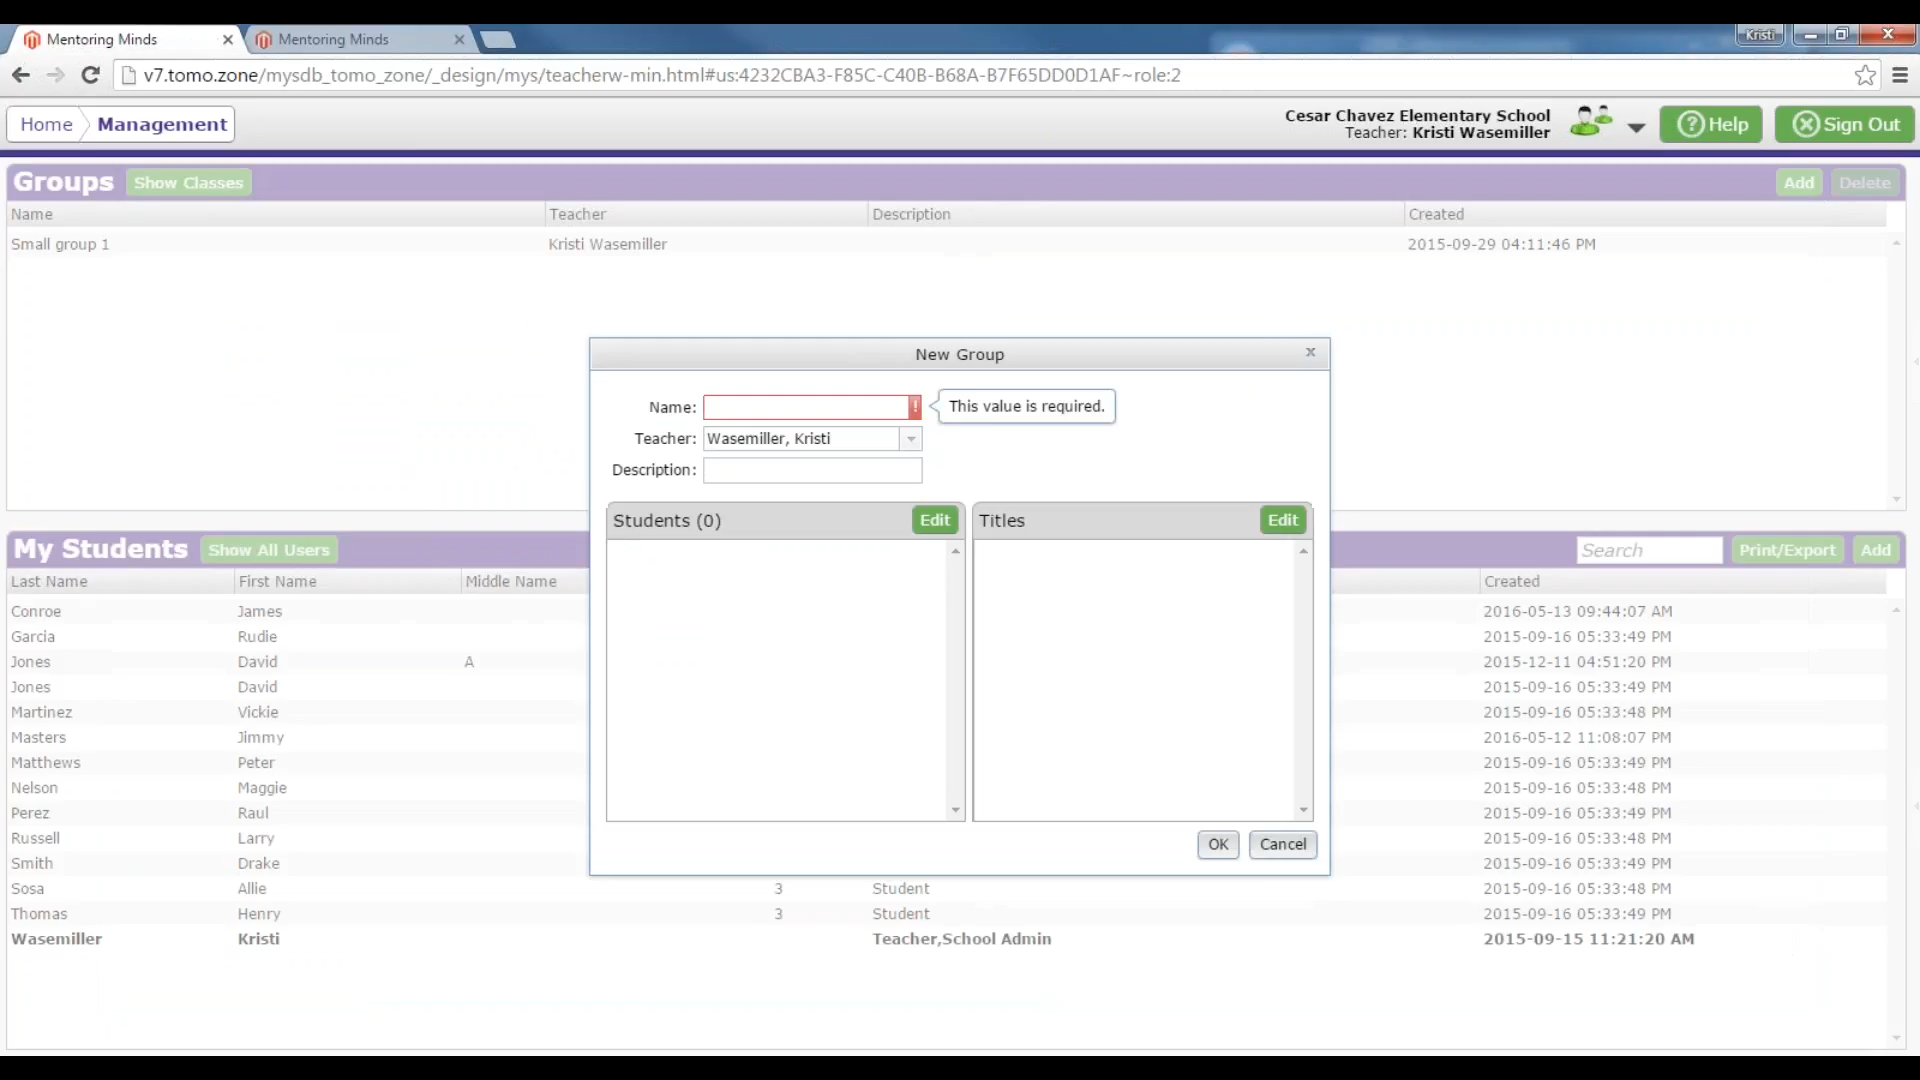 Mentoring Minds
Mentoring Minds
Kristi
v7.tomo.zone/mysdb_tomo_zone/_design/mys/teacherw-min.html#us:4232CBA3-F85C-C40B-B68A-B7F65DD0D1AF~role:2
Home Management
Cesar Chavez Elementary School
Teacher: Kristi Wasemiller
Help
Sign Out
Groups Show Classes Add Delete
Name Teacher Description Created
Small group 1 Kristi Wasemiller 2015-09-29 04:11:46 PM
New Group
Name: ! This value is required.
Teacher: Wasemiller, Kristi
Description:
Students (0) Edit Titles Edit
OK Cancel
My Students Show All Users Search Print/Export Add
Last Name First Name Middle Name Created
Conroe James 2016-05-13 09:44:07 AM
Garcia Rudie 2015-09-16 05:33:49 PM
Jones David A 2015-12-11 04:51:20 PM
Jones David 2015-09-16 05:33:49 PM
Martinez Vickie 2015-09-16 05:33:48 PM
Masters Jimmy 2016-05-12 11:08:07 PM
Matthews Peter 2015-09-16 05:33:49 PM
Nelson Maggie 2015-09-16 05:33:48 PM
Perez Raul 2015-09-16 05:33:49 PM
Russell Larry 2015-09-16 05:33:48 PM
Smith Drake 2015-09-16 05:33:49 PM
Sosa Allie 3 Student 2015-09-16 05:33:48 PM
Thomas Henry 3 Student 2015-09-16 05:33:49 PM
Wasemiller Kristi Teacher,School Admin 2015-09-15 11:21:20 AM